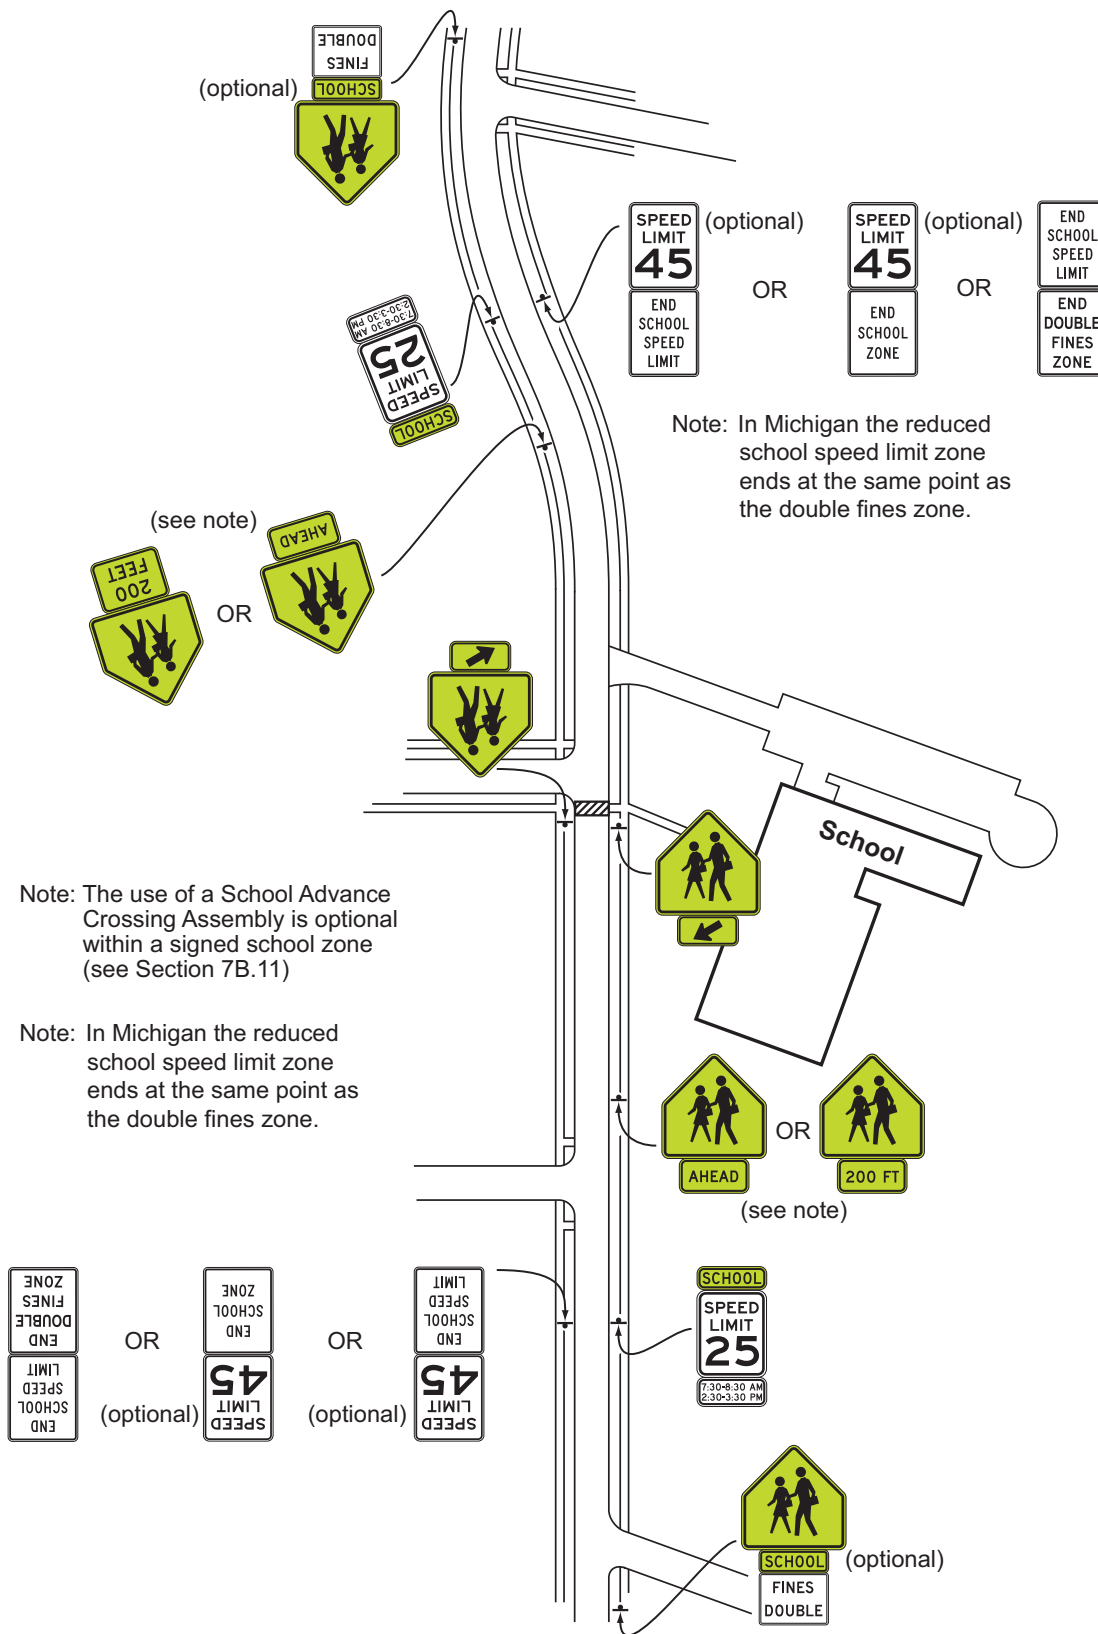 FINES
DOUBLE
SCHOOL
(optional)
SPEED
LIMIT
45
(optional)
END
SCHOOL
SPEED
LIMIT
OR
SPEED
LIMIT
45
(optional)
END
SCHOOL
ZONE
OR
END
SCHOOL
SPEED
LIMIT
END
DOUBLE
FINES
ZONE
SCHOOL
SPEED
LIMIT
25
7:30-8:30 AM
2:30-3:30 PM
Note: In Michigan the reduced
school speed limit zone
ends at the same point as
the double fines zone.
(see note)
200
FEET
OR
AHEAD
School
Note: The use of a School Advance
Crossing Assembly is optional
within a signed school zone
(see Section 7B.11)
Note: In Michigan the reduced
school speed limit zone
ends at the same point as
the double fines zone.
AHEAD
OR
200 FT
(see note)
END
SCHOOL
SPEED
LIMIT
END
DOUBLE
FINES
ZONE
OR
(optional)
SPEED
LIMIT
45
END
SCHOOL
ZONE
OR
(optional)
SPEED
LIMIT
45
END
SCHOOL
SPEED
LIMIT
SCHOOL
SPEED
LIMIT
25
7:30-8:30 AM
2:30-3:30 PM
SCHOOL
(optional)
FINES
DOUBLE